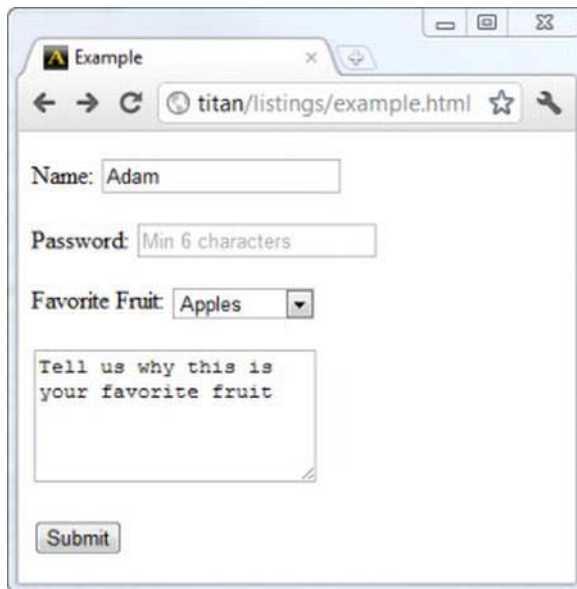 Example
titan/listings/example.html
Name: Adam
Password: Min 6 characters
Favorite Fruit: Apples
Tell us why this is
your favorite fruit
Submit